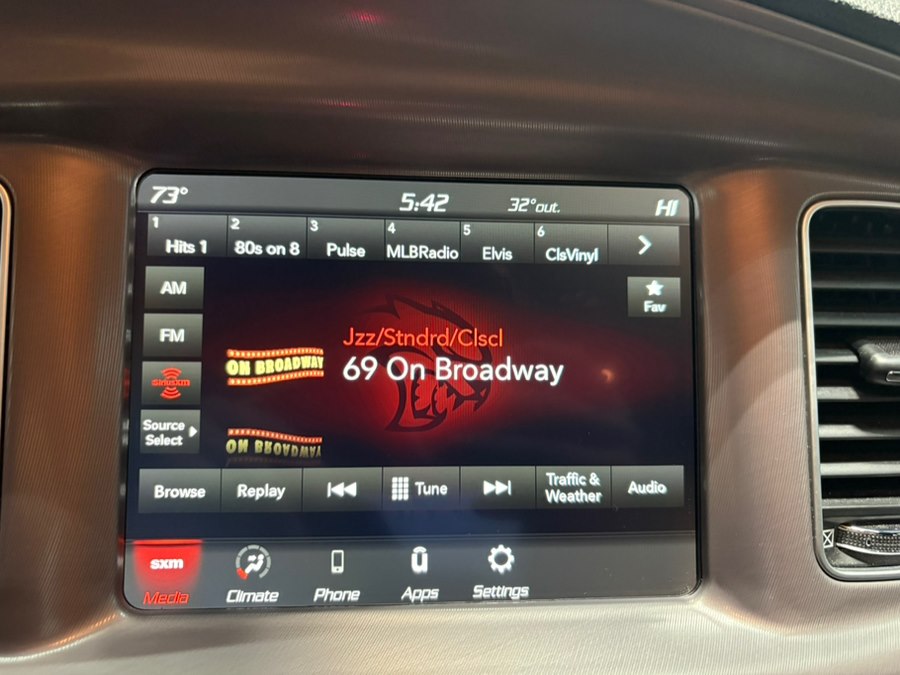 73°
5:42
32°out.
HI
1
Hits 1
2
80s on 8
3
Pulse
4
MLBRadio
5
Elvis
6
ClsVinyl
AM
Fav
FM
Jzz/Stndrd/Clscl
ON BROADWAY
69 On Broadway
SiriusXM
Source
Select
ON BROADWAY
Browse
Replay
Tune
Traffic &
Weather
Audio
sxm
Media
Climate
Phone
Apps
Settings